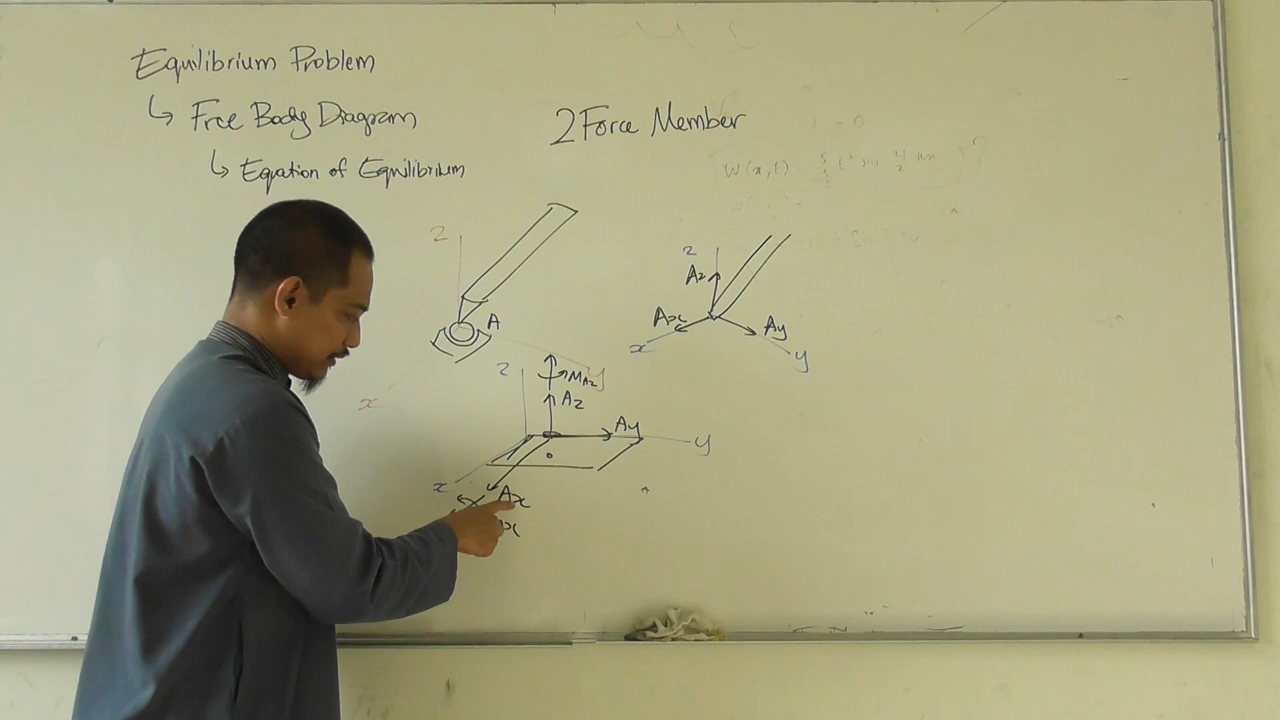 Equilibrium Problem
↳ Free Body Diagram
2 Force Member
↳ Equation of Equilibrium
W(x,t)
z
A
x
y
z
Az
Ax
Ay
x
y
z
MAz
Az
Ay
y
x
Ax